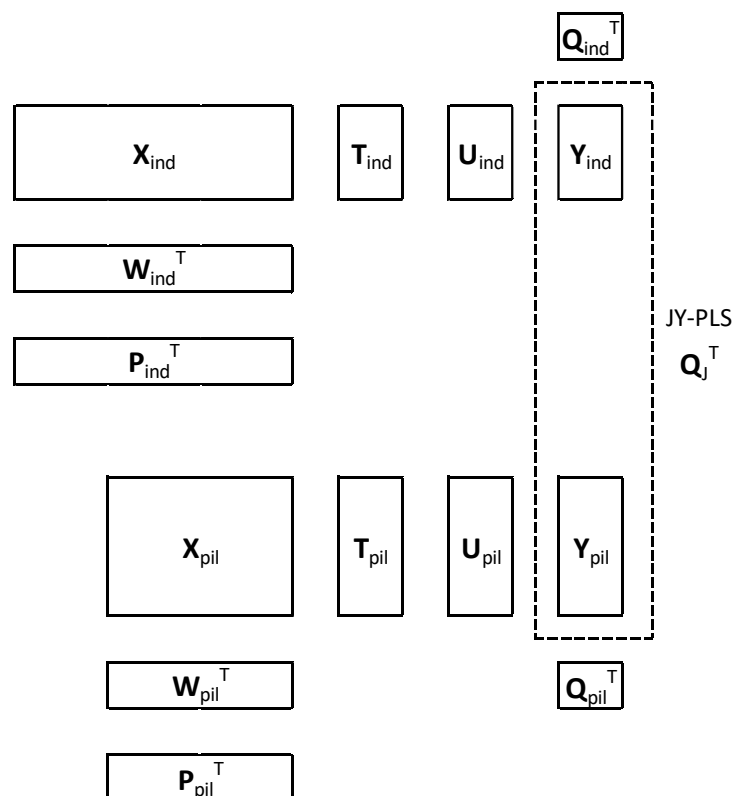 Q_ind^T
X_ind T_ind U_ind Y_ind
W_ind^T
P_ind^T
JY-PLS
Q_J^T
X_pil T_pil U_pil Y_pil
W_pil^T Q_pil^T
P_pil^T